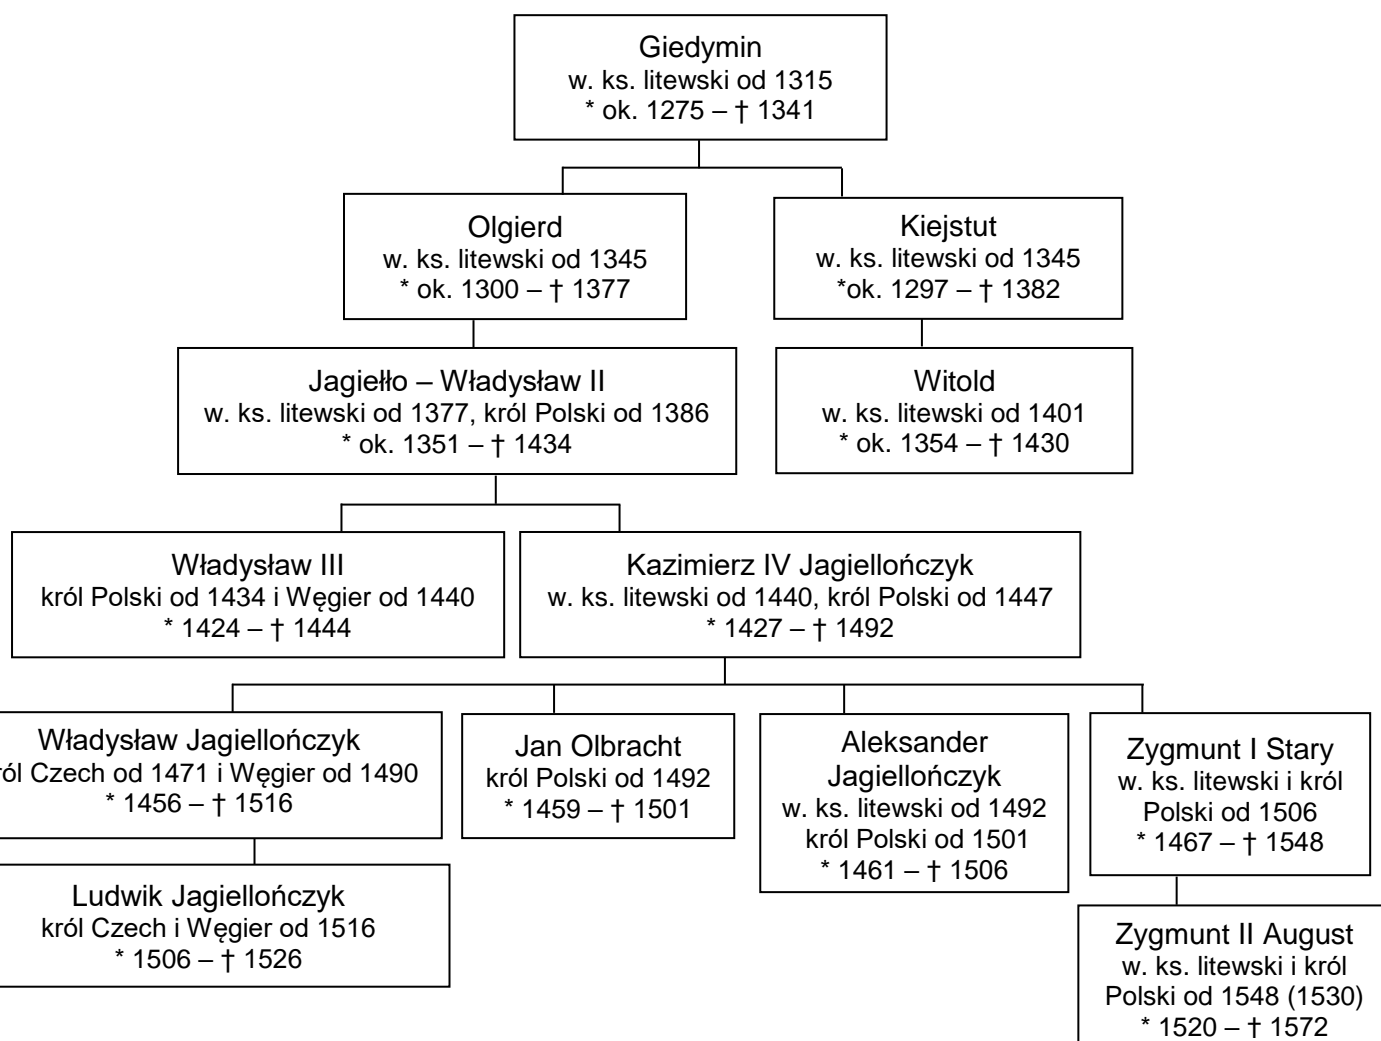 Giedymin
w. ks. litewski od 1315
* ok. 1275 – † 1341
Olgierd
w. ks. litewski od 1345
* ok. 1300 – † 1377
Kiejstut
w. ks. litewski od 1345
*ok. 1297 – † 1382
Jagiełło – Władysław II
w. ks. litewski od 1377, król Polski od 1386
* ok. 1351 – † 1434
Witold
w. ks. litewski od 1401
* ok. 1354 – † 1430
Władysław III
król Polski od 1434 i Węgier od 1440
* 1424 – † 1444
Kazimierz IV Jagiellończyk
w. ks. litewski od 1440, król Polski od 1447
* 1427 – † 1492
Władysław Jagiellończyk
ról Czech od 1471 i Węgier od 1490
* 1456 – † 1516
Jan Olbracht
król Polski od 1492
* 1459 – † 1501
Aleksander
Jagiellończyk
w. ks. litewski od 1492
król Polski od 1501
* 1461 – † 1506
Zygmunt I Stary
w. ks. litewski i król
Polski od 1506
* 1467 – † 1548
Ludwik Jagiellończyk
król Czech i Węgier od 1516
* 1506 – † 1526
Zygmunt II August
w. ks. litewski i król
Polski od 1548 (1530)
* 1520 – † 1572